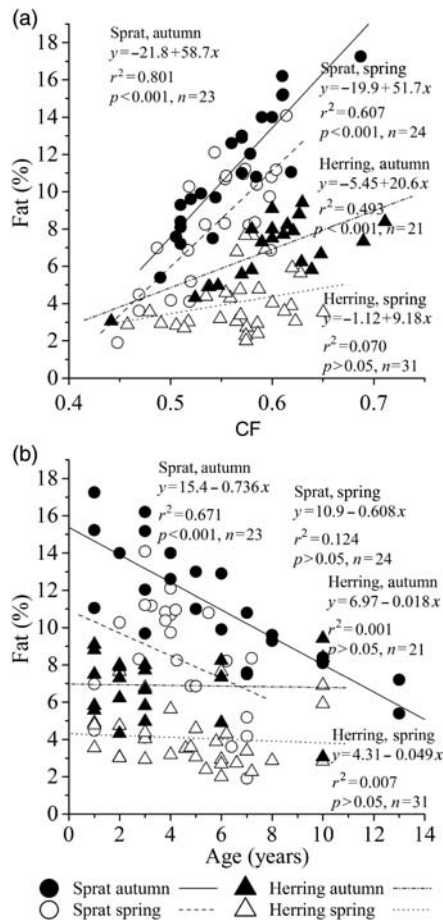 (a)
Sprat, autumn
y=−21.8+58.7x
r²=0.801
p<0.001, n=23
Sprat, spring
y=−19.9+51.7x
r²=0.607
p<0.001, n=24
Herring, autumn
y=−5.45+20.6x
r²=0.493
p<0.001, n=21
Herring, spring
y=−1.12+9.18x
r²=0.070
p>0.05, n=31
Fat (%)
18
16
14
12
10
8
6
4
2
0
0.4
0.5
0.6
0.7
CF
(b)
Sprat, autumn
y=15.4−0.736x
r²=0.671
p<0.001, n=23
Sprat, spring
y=10.9−0.608x
r²=0.124
p>0.05, n=24
Herring, autumn
y=6.97−0.018x
r²=0.001
p>0.05, n=21
Herring, spring
y=4.31−0.049x
r²=0.007
p>0.05, n=31
Fat (%)
18
16
14
12
10
8
6
4
2
0
0 2 4 6 8 10 12 14
Age (years)
Sprat autumn Herring autumn
Sprat spring Herring spring